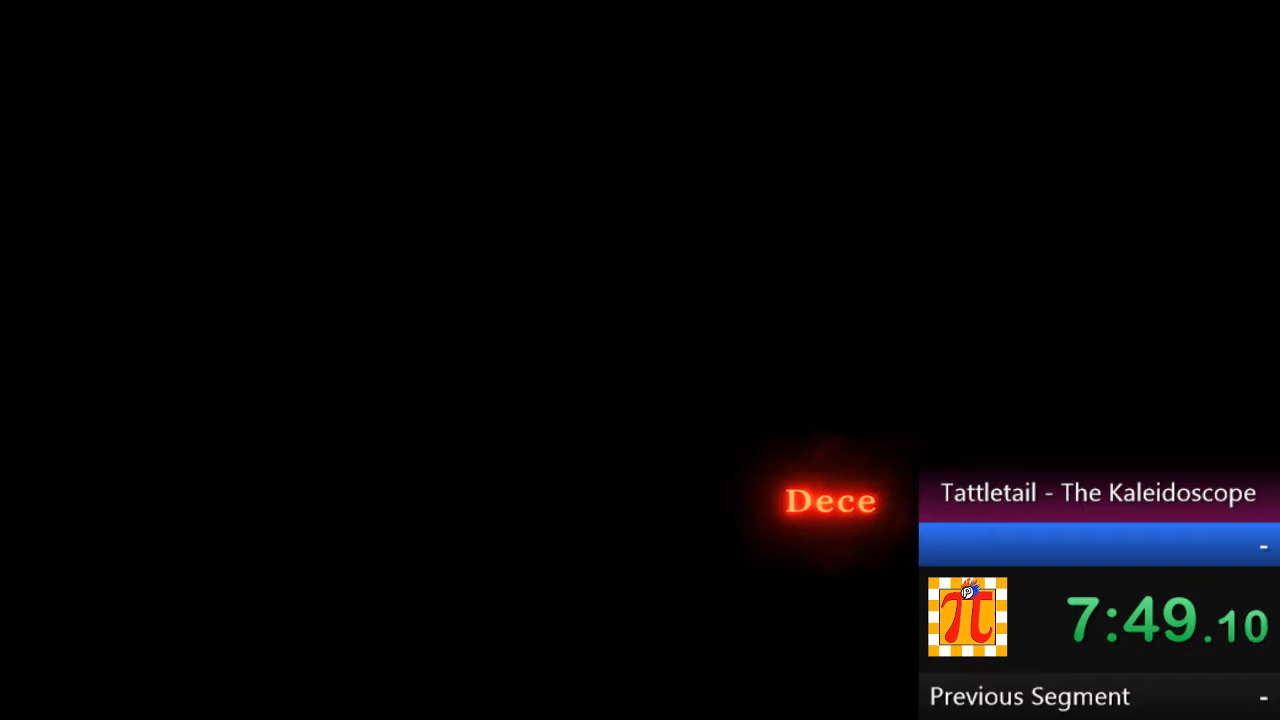 Dece
Tattletail - The Kaleidoscope
-
π
7:49.10
Previous Segment -